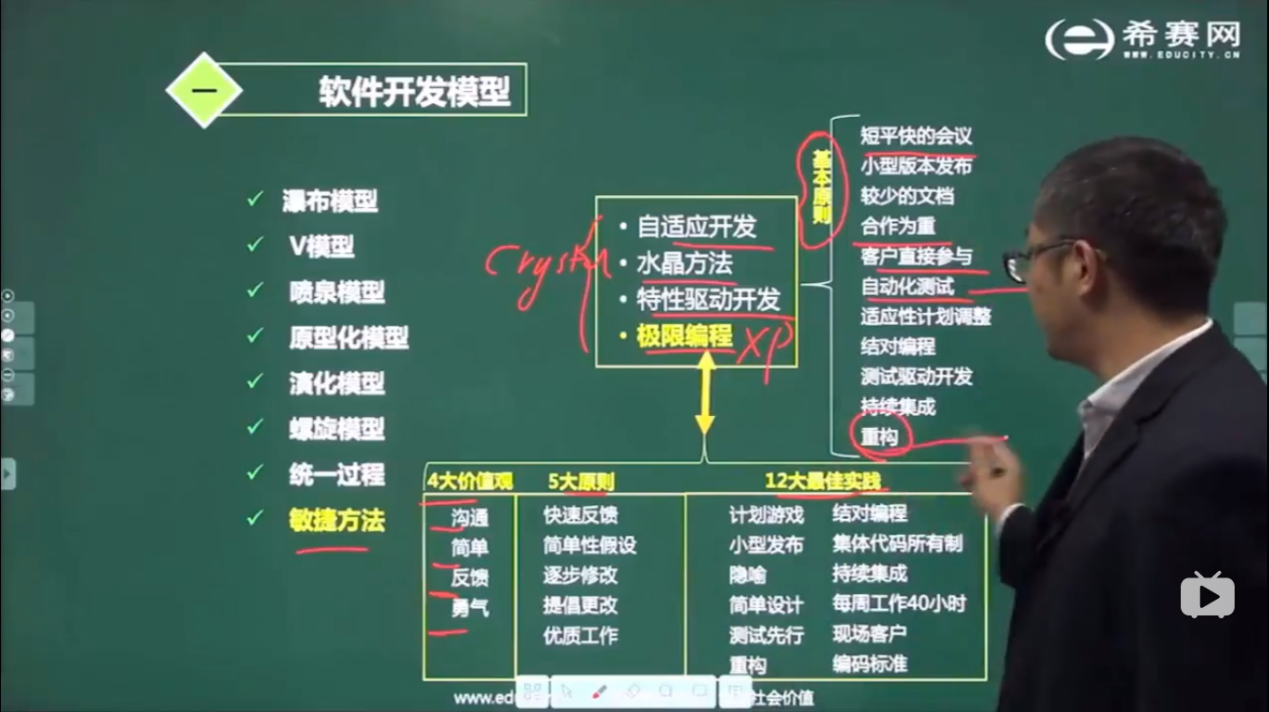 希赛网
WWW.EDUCITY.CN
一
软件开发模型
✓ 瀑布模型
✓ V模型
✓ 喷泉模型
✓ 原型化模型
✓ 演化模型
✓ 螺旋模型
✓ 统一过程
✓ 敏捷方法
Crystal
• 自适应开发
• 水晶方法
• 特性驱动开发
• 极限编程
XP
基本原则
短平快的会议
小型版本发布
较少的文档
合作为重
客户直接参与
自动化测试
适应性计划调整
结对编程
测试驱动开发
持续集成
重构
4大价值观
沟通
简单
反馈
勇气
5大原则
快速反馈
简单性假设
逐步修改
提倡更改
优质工作
12大最佳实践
计划游戏 结对编程
小型发布 集体代码所有制
隐喻 持续集成
简单设计 每周工作40小时
测试先行 现场客户
重构 编码标准
www.edu
社会价值